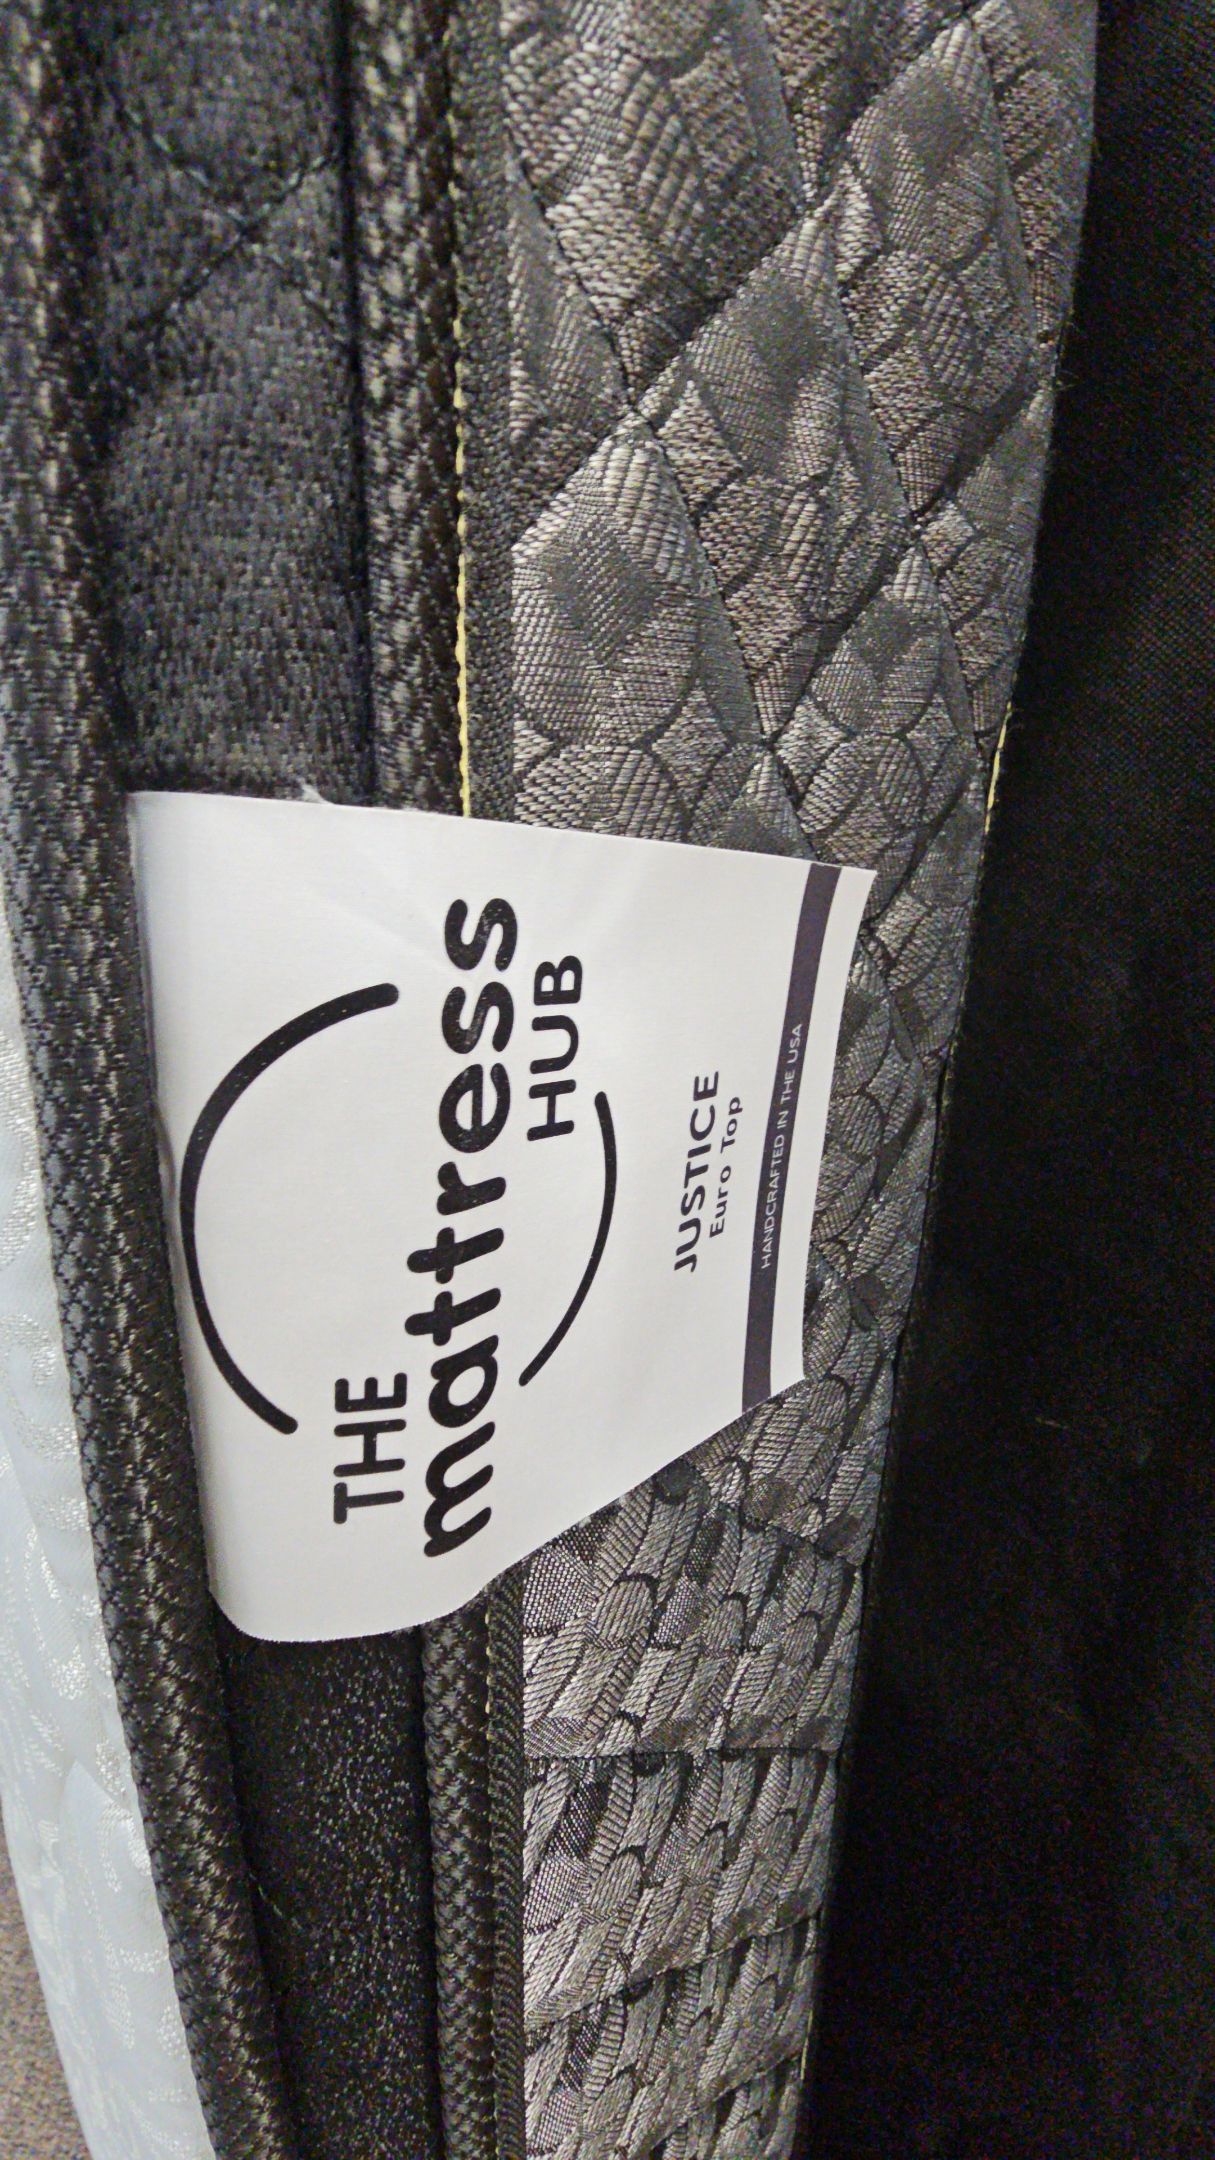 THE
mattress
HUB
JUSTICE
Euro Top
HANDCRAFTED IN THE USA